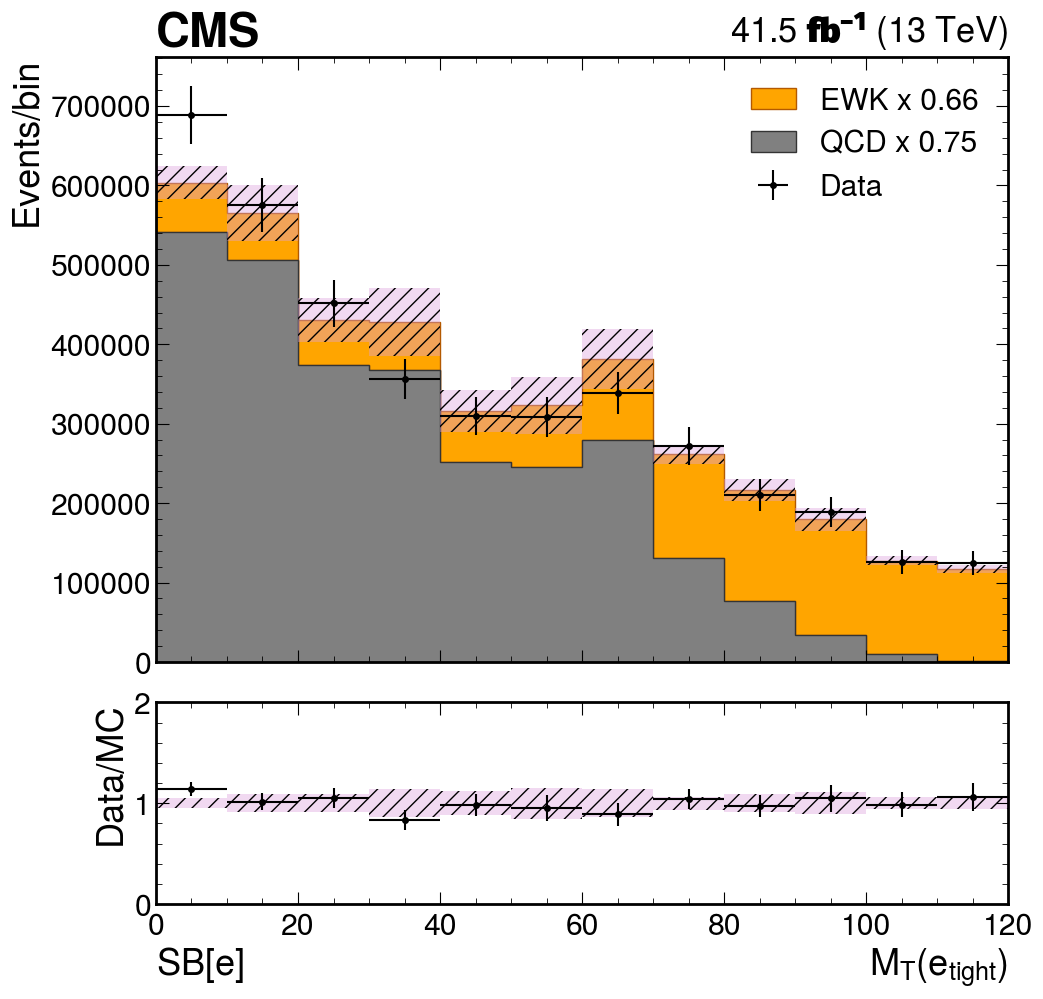 CMS
41.5 fb⁻¹ (13 TeV)
Events/bin
700000
600000
500000
400000
300000
200000
100000
0
EWK x 0.66
QCD x 0.75
Data
Data/MC
2
1
0
0 20 40 60 80 100 120
SB[e]
M_T(e_tight)